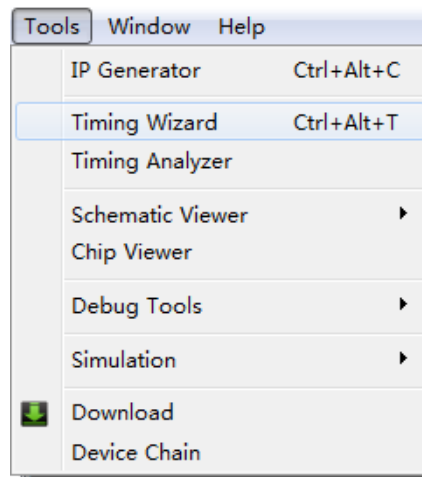 Tools Window Help
IP Generator Ctrl+Alt+C
Timing Wizard Ctrl+Alt+T
Timing Analyzer
Schematic Viewer
Chip Viewer
Debug Tools
Simulation
Download
Device Chain